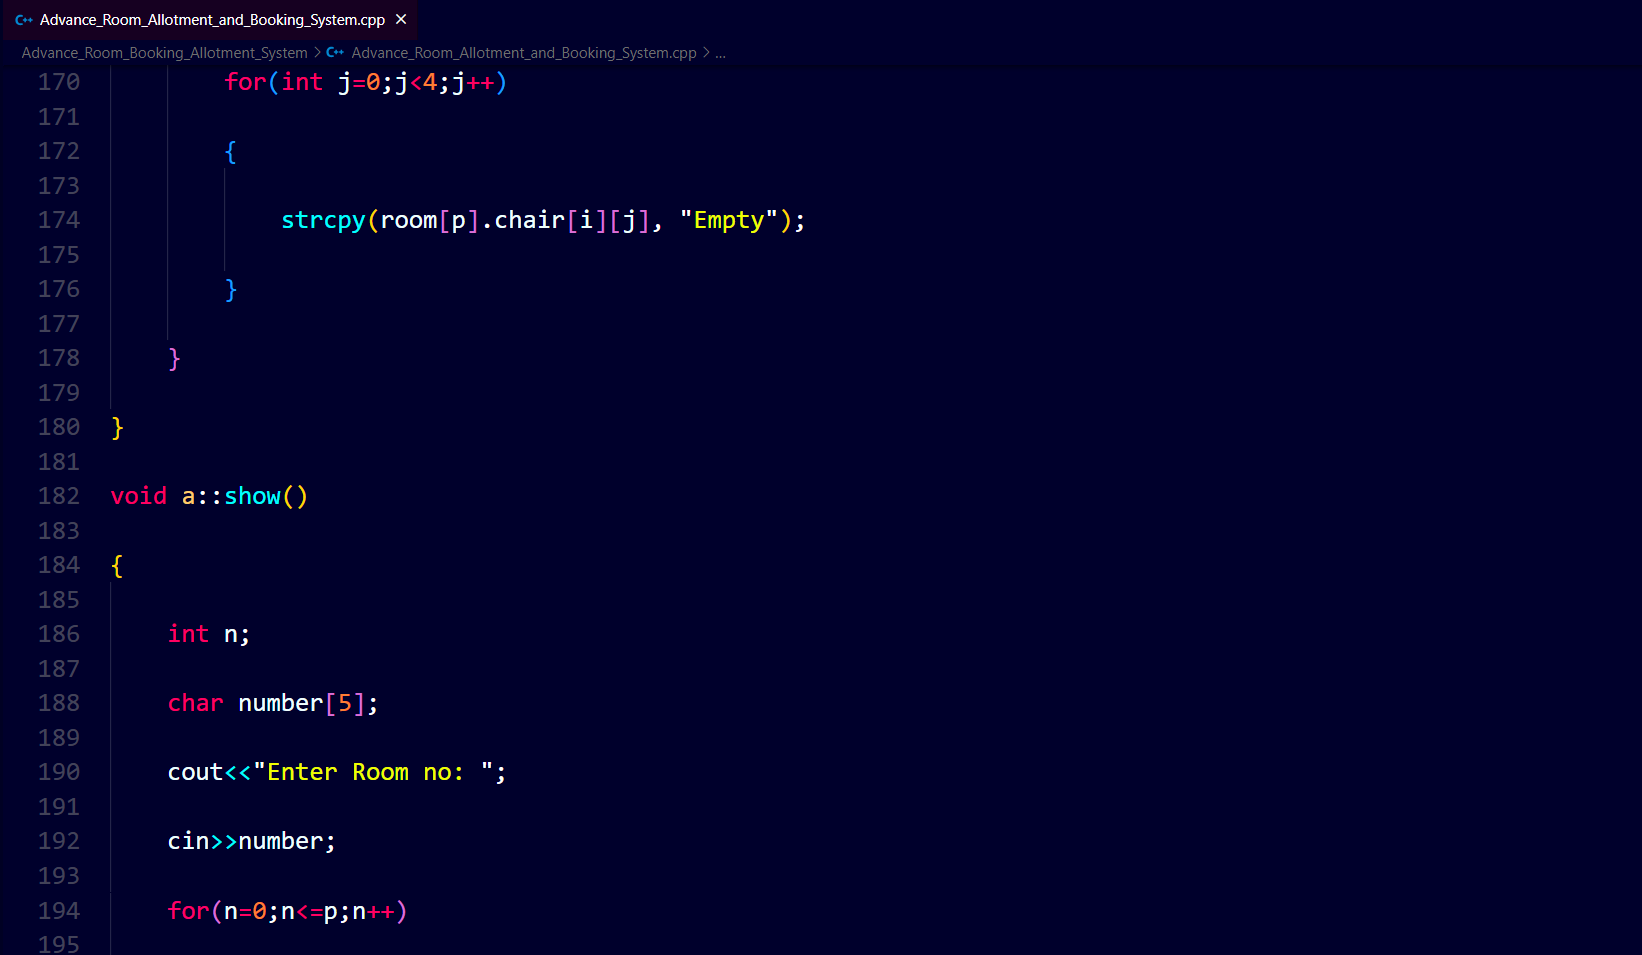 C++ Advance_Room_Allotment_and_Booking_System.cpp ×
Advance_Room_Booking_Allotment_System > C++ Advance_Room_Allotment_and_Booking_System.cpp > ...
170 for(int j=0;j<4;j++)
171
172 {
173
174 strcpy(room[p].chair[i][j], "Empty");
175
176 }
177
178 }
179
180 }
181
182 void a::show()
183
184 {
185
186 int n;
187
188 char number[5];
189
190 cout<<"Enter Room no: ";
191
192 cin>>number;
193
194 for(n=0;n<=p;n++)
195